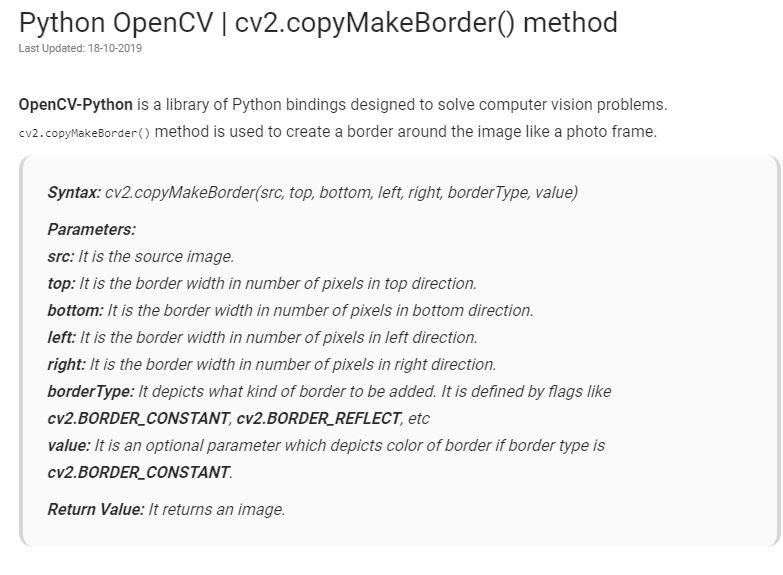 Python OpenCV | cv2.copyMakeBorder() method
Last Updated: 18-10-2019
OpenCV-Python is a library of Python bindings designed to solve computer vision problems.
cv2.copyMakeBorder() method is used to create a border around the image like a photo frame.
Syntax: cv2.copyMakeBorder(src, top, bottom, left, right, borderType, value)
Parameters:
src: It is the source image.
top: It is the border width in number of pixels in top direction.
bottom: It is the border width in number of pixels in bottom direction.
left: It is the border width in number of pixels in left direction.
right: It is the border width in number of pixels in right direction.
borderType: It depicts what kind of border to be added. It is defined by flags like
cv2.BORDER_CONSTANT, cv2.BORDER_REFLECT, etc
value: It is an optional parameter which depicts color of border if border type is
cv2.BORDER_CONSTANT.
Return Value: It returns an image.